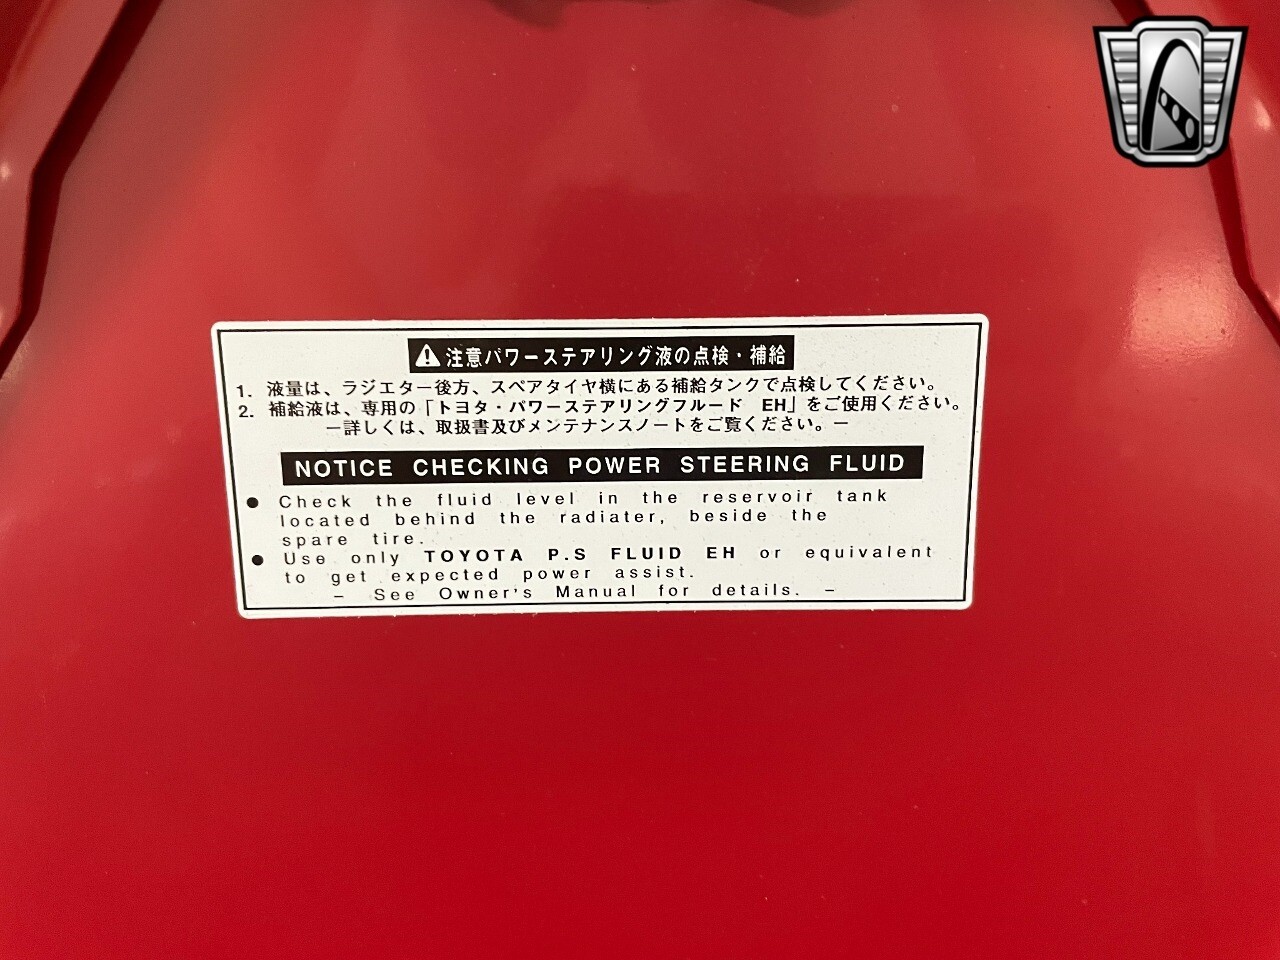 注意パワーステアリング液の点検・補給
1. 液量は、ラジエター後方、スペアタイヤ横にある補給タンクで点検してください。
2. 補給液は、専用の「トヨタ・パワーステアリングフルード EH」をご使用ください。
ー詳しくは、取扱書及びメンテナンスノートをご覧ください。ー
NOTICE CHECKING POWER STEERING FLUID
● Check the fluid level in the reservoir tank
located behind the radiater, beside the
spare tire.
● Use only TOYOTA P.S FLUID EH or equivalent
to get expected power assist.
– See Owner's Manual for details. –